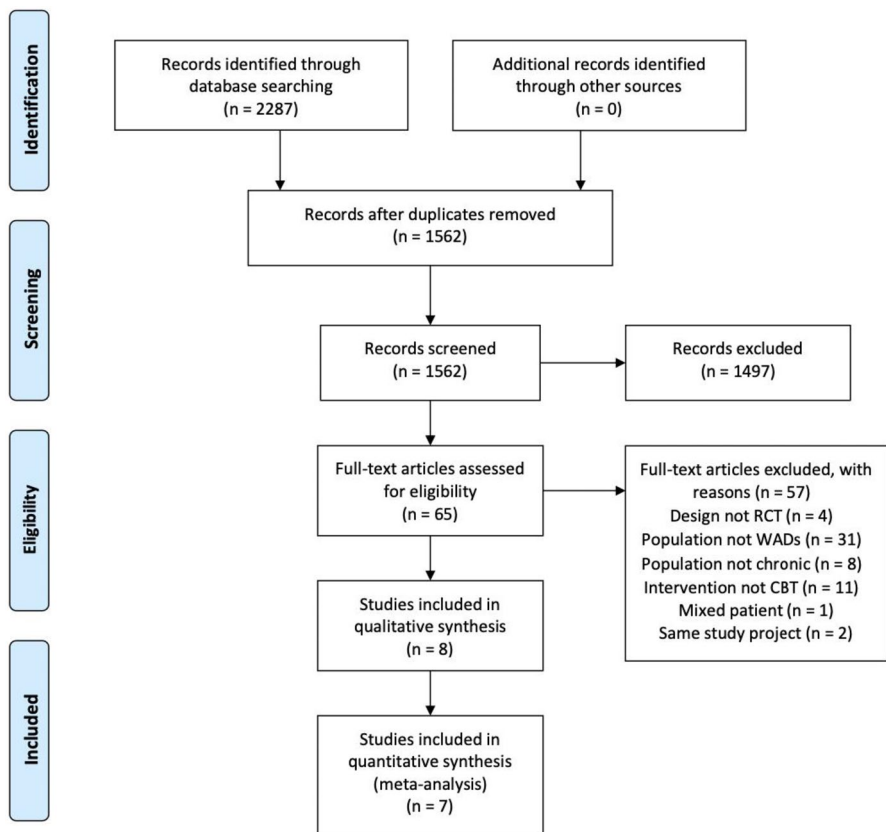 Identification
Records identified through
database searching
(n = 2287)
Additional records identified
through other sources
(n = 0)
Records after duplicates removed
(n = 1562)
Screening
Records screened
(n = 1562)
Records excluded
(n = 1497)
Eligibility
Full-text articles assessed
for eligibility
(n = 65)
Full-text articles excluded, with
reasons (n = 57)
Design not RCT (n = 4)
Population not WADs (n = 31)
Population not chronic (n = 8)
Intervention not CBT (n = 11)
Mixed patient (n = 1)
Same study project (n = 2)
Studies included in
qualitative synthesis
(n = 8)
Included
Studies included in
quantitative synthesis
(meta-analysis)
(n = 7)